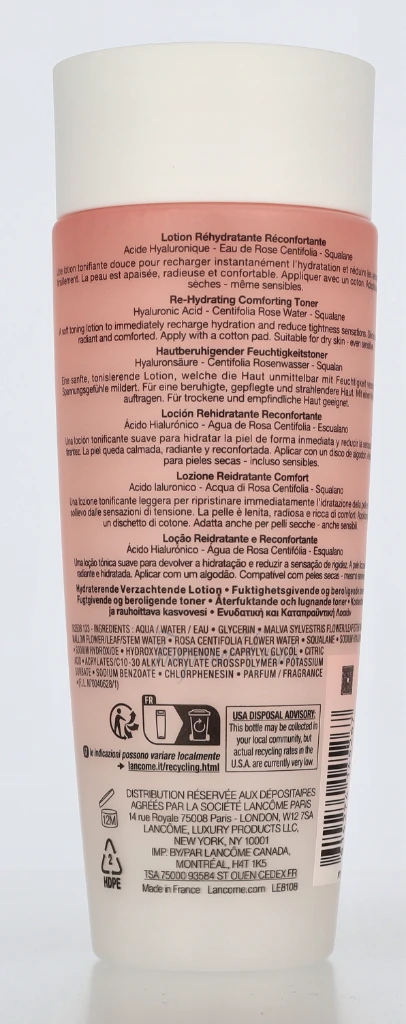 Lotion Réhydratante Réconfortante
Acide Hyaluronique - Eau de Rose Centifolia - Squalane
Une lotion tonifiante douce pour recharger instantanément l'hydratation et réduire les
tiraillement. La peau est apaisée, radieuse et confortable. Appliquer avec un coton.
sèches - même sensibles.
Re-Hydrating Comforting Toner
Hyaluronic Acid - Centifolia Rose Water - Squalane
A soft toning lotion to immediately recharge hydration and reduce tightness sensations.
radiant and comforted. Apply with a cotton pad. Suitable for dry skin - even sensitive
Hautberuhigender Feuchtigkeitstoner
Hyaluronsäure - Centifolia Rosenwasser - Squalan
Eine sanfte, tonisierende Lotion, welche die Haut unmittelbar mit Feuchtigkeit
Spannungsgefühle mildert. Für eine beruhigte, gepflegte und strahlendere Haut. Mit
auftragen. Für trockene und empfindliche Haut geeignet.
Loción Rehidratante Reconfortante
Ácido Hialurónico - Agua de Rosa Centifolia - Escualano
Una loción tonificante suave para hidratar la piel de forma inmediata y reducir la
tirantez. La piel queda calmada, radiante y reconfortada. Aplicar con un disco de algodón
para pieles secas - incluso sensibles.
Lozione Reidratante Comfort
Acido Ialuronico - Acqua di Rosa Centifolia - Squalano
Una lozione tonificante leggera per ripristinare immediatamente l'idratazione della
sollievo dalle sensazioni di tensione. La pelle è lenita, radiosa e ricca di comfort.
un dischetto di cotone. Adatta anche per pelli secche - anche sensibili.
Loção Reidratante e Reconfortante
Ácido Hialurónico - Agua de Rosa Centifólia - Esqualano
Uma loção tónica suave para devolver a hidratação e reduzir a sensação de rigidez. A pele
radiante e hidratada. Aplicar com um algodão. Compatível com peles secas - mesmo
Hydraterende Verzachtende Lotion • Fuktighetsgivende og beroligende
Fugtgivende og beroligende toner • Återfuktande och lugnande toner •
ja rauhoittava kasvovesi • Ενυδατική και Καταπραϋντική Λοσιόν
INGREDIENTS: AQUA / WATER / EAU • GLYCERIN • MALVA SYLVESTRIS
MALLOW FLOWER/LEAF/STEM WATER • ROSA CENTIFOLIA FLOWER WATER • SQUALANE • SODIUM
• SODIUM HYDROXIDE • HYDROXYACETOPHENONE • CAPRYLYL GLYCOL • CITRIC
ACID • ACRYLATES/C10-30 ALKYL ACRYLATE CROSSPOLYMER • POTASSIUM
SORBATE • SODIUM BENZOATE • CHLORPHENESIN • PARFUM / FRAGRANCE
FR
USA DISPOSAL ADVISORY:
This bottle may be collected in
your local community, but
actual recycling rates in the
U.S.A. are currently very low.
le indicazioni possono variare localmente
lancome.it/recycling.html
DISTRIBUTION RÉSERVÉE AUX DÉPOSITAIRES
AGRÉÉS PAR LA SOCIÉTÉ LANCÔME PARIS
14 rue Royale 75008 Paris - LONDON, W12 7SA
LANCÔME, LUXURY PRODUCTS LLC,
NEW YORK, NY 10001
IMP. BY/PAR LANCÔME CANADA,
MONTRÉAL, H4T 1K5
TSA 75000 93584 ST OUEN CEDEX FR
Made in France Lancome.com LE8108
12M
2
HDPE